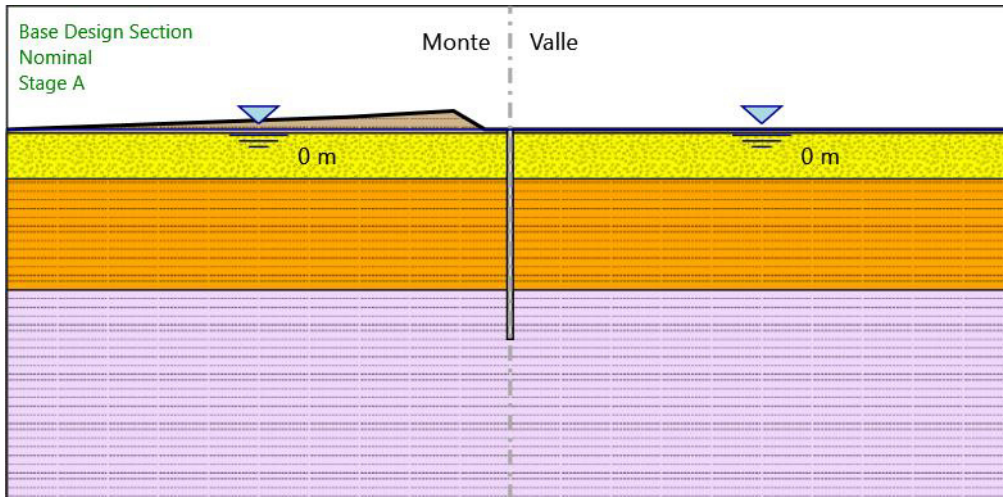 Base Design Section
Nominal
Stage A
Monte
Valle
0 m
0 m